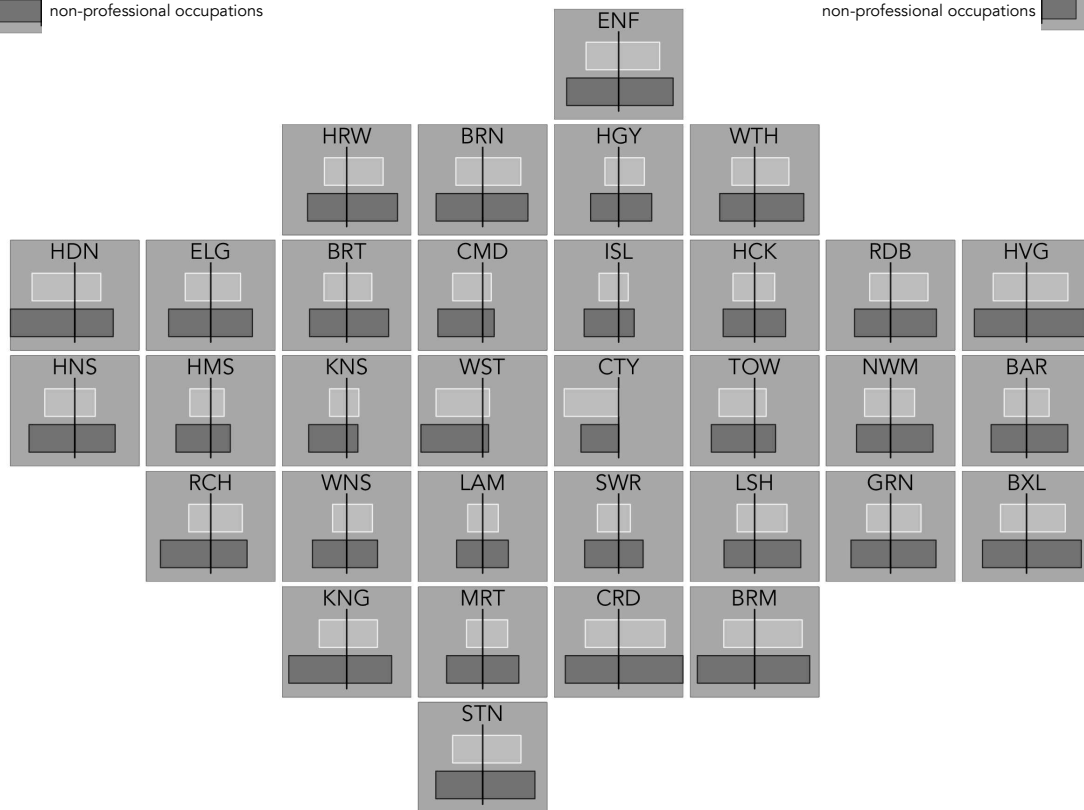 non-professional occupations
non-professional occupations
ENF
HRW BRN HGY WTH
HDN ELG BRT CMD ISL HCK RDB HVG
HNS HMS KNS WST CTY TOW NWM BAR
RCH WNS LAM SWR LSH GRN BXL
KNG MRT CRD BRM
STN